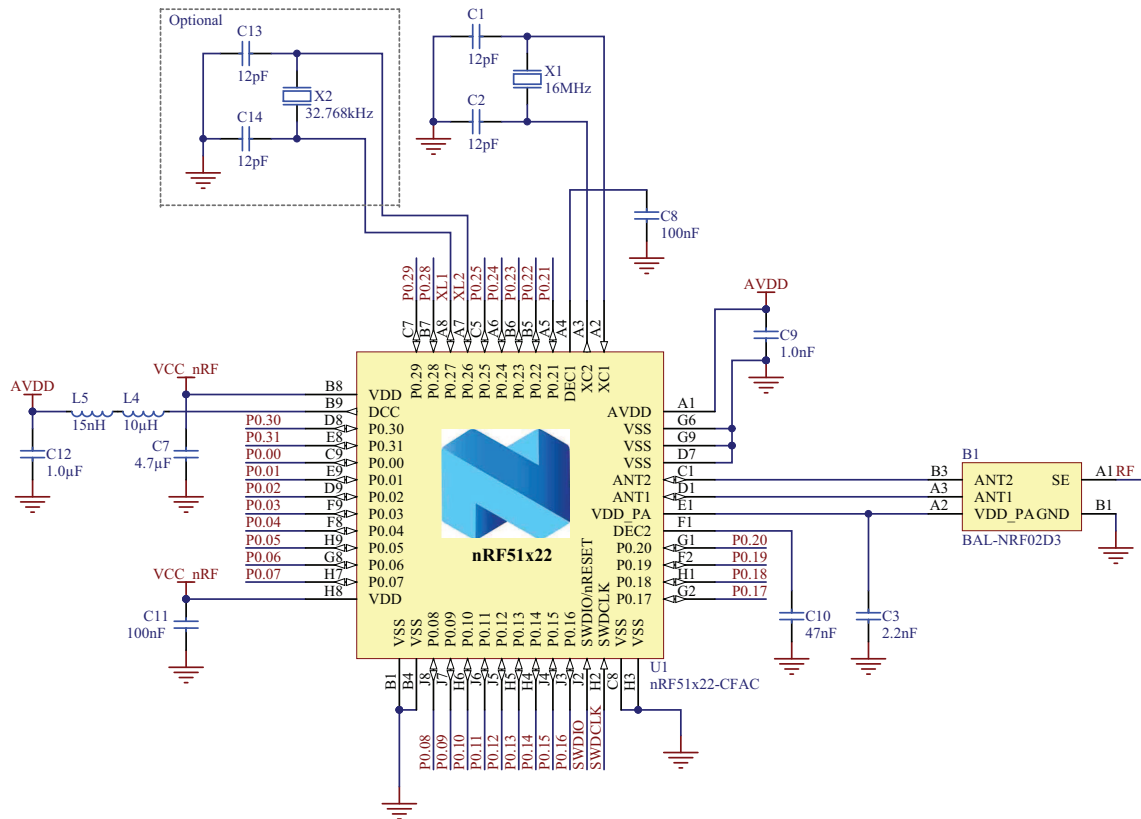 Optional
C13
12pF
X2
32.768kHz
C14
12pF
C1
12pF
X1
16MHz
C2
12pF
C8
100nF
P0.29
P0.28
XL1
XL2
P0.25
P0.24
P0.23
P0.22
P0.21
C7
B7
A8
A7
C5
A6
B6
B5
A5
A4
A3
A2
P0.29
P0.28
P0.27
P0.26
P0.25
P0.24
P0.23
P0.22
P0.21
DEC1
XC2
XC1
AVDD
C9
1.0nF
VCC_nRF
AVDD
L5
15nH
L4
10µH
C12
1.0µF
C7
4.7µF
B8 VDD
B9 DCC
P0.30 D8 P0.30
P0.31 E8 P0.31
P0.00 C9 P0.00
P0.01 E9 P0.01
P0.02 D9 P0.02
P0.03 F9 P0.03
P0.04 F8 P0.04
P0.05 H9 P0.05
P0.06 G8 P0.06
P0.07 H7 P0.07
H8 VDD
VCC_nRF
C11
100nF
nRF51x22
AVDD A1
VSS G6
VSS G9
VSS D7
ANT2 C1
ANT1 D1
VDD_PA E1
DEC2 F1
P0.20 G1 P0.20
P0.19 F2 P0.19
P0.18 H1 P0.18
P0.17 G2 P0.17
B1
B3 ANT2 SE A1 RF
A3 ANT1
A2 VDD_PA GND B1
BAL-NRF02D3
C10
47nF
C3
2.2nF
VSS
VSS
P0.08
P0.09
P0.10
P0.11
P0.12
P0.13
P0.14
P0.15
P0.16
SWDIO/nRESET
SWDCLK
VSS
VSS
U1
nRF51x22-CFAC
B1
B4
J8
J7
H6
J6
J5
H5
H4
J4
J3
J2
H2
C8
H3
P0.08
P0.09
P0.10
P0.11
P0.12
P0.13
P0.14
P0.15
P0.16
SWDIO
SWDCLK